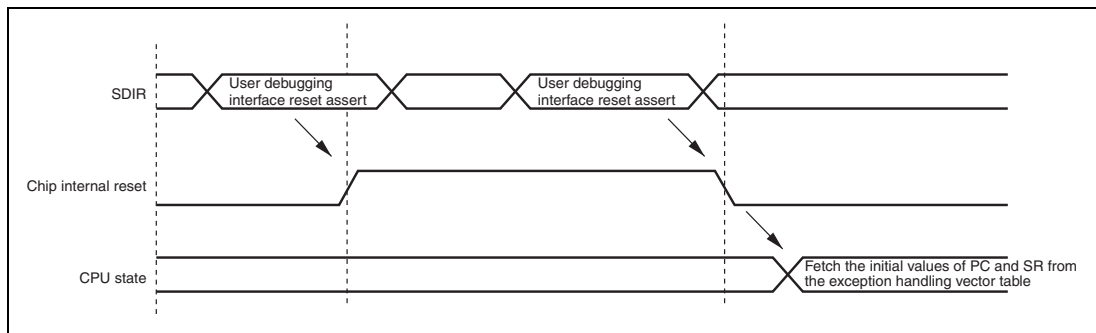 SDIR
User debugging
interface reset assert
User debugging
interface reset assert
Chip internal reset
CPU state
Fetch the initial values of PC and SR from
the exception handling vector table